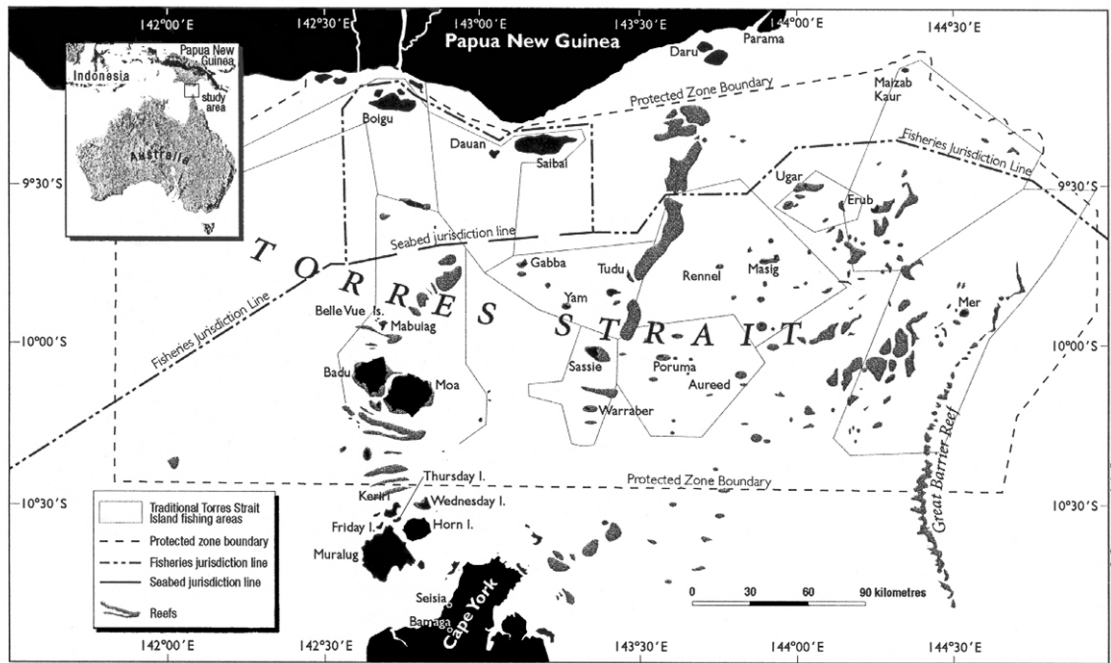 142°00'E
142°30'E
143°00'E
143°30'E
144°00'E
144°30'E
Papua New Guinea
Daru
Parama
Indonesia
Papua New
Guinea
study
area
Australia
Protected Zone Boundary
Maizab
Kaur
Boigu
Dauan
Saibai
Fisheries Jurisdiction Line
9°30'S
9°30'S
Ugar
Erub
Seabed jurisdiction line
TORRES STRAIT
Gabba
Tudu
Rennel
Masig
Yam
Mer
Belle Vue Is.
Mabuiag
Fisheries Jurisdiction Line
10°00'S
10°00'S
Badu
Moa
Sassie
Poruma
Aureed
Warraber
Great Barrier Reef
Thursday I.
Protected Zone Boundary
Keriri
Wednesday I.
10°30'S
10°30'S
Friday I.
Horn I.
Muralug
Traditional Torres Strait
Island fishing areas
Protected zone boundary
Fisheries jurisdiction line
Seabed jurisdiction line
Reefs
Seisia
Bamaga
Cape York
0 30 60 90 kilometres
142°00'E
142°30'E
143°00'E
143°30'E
144°00'E
144°30'E